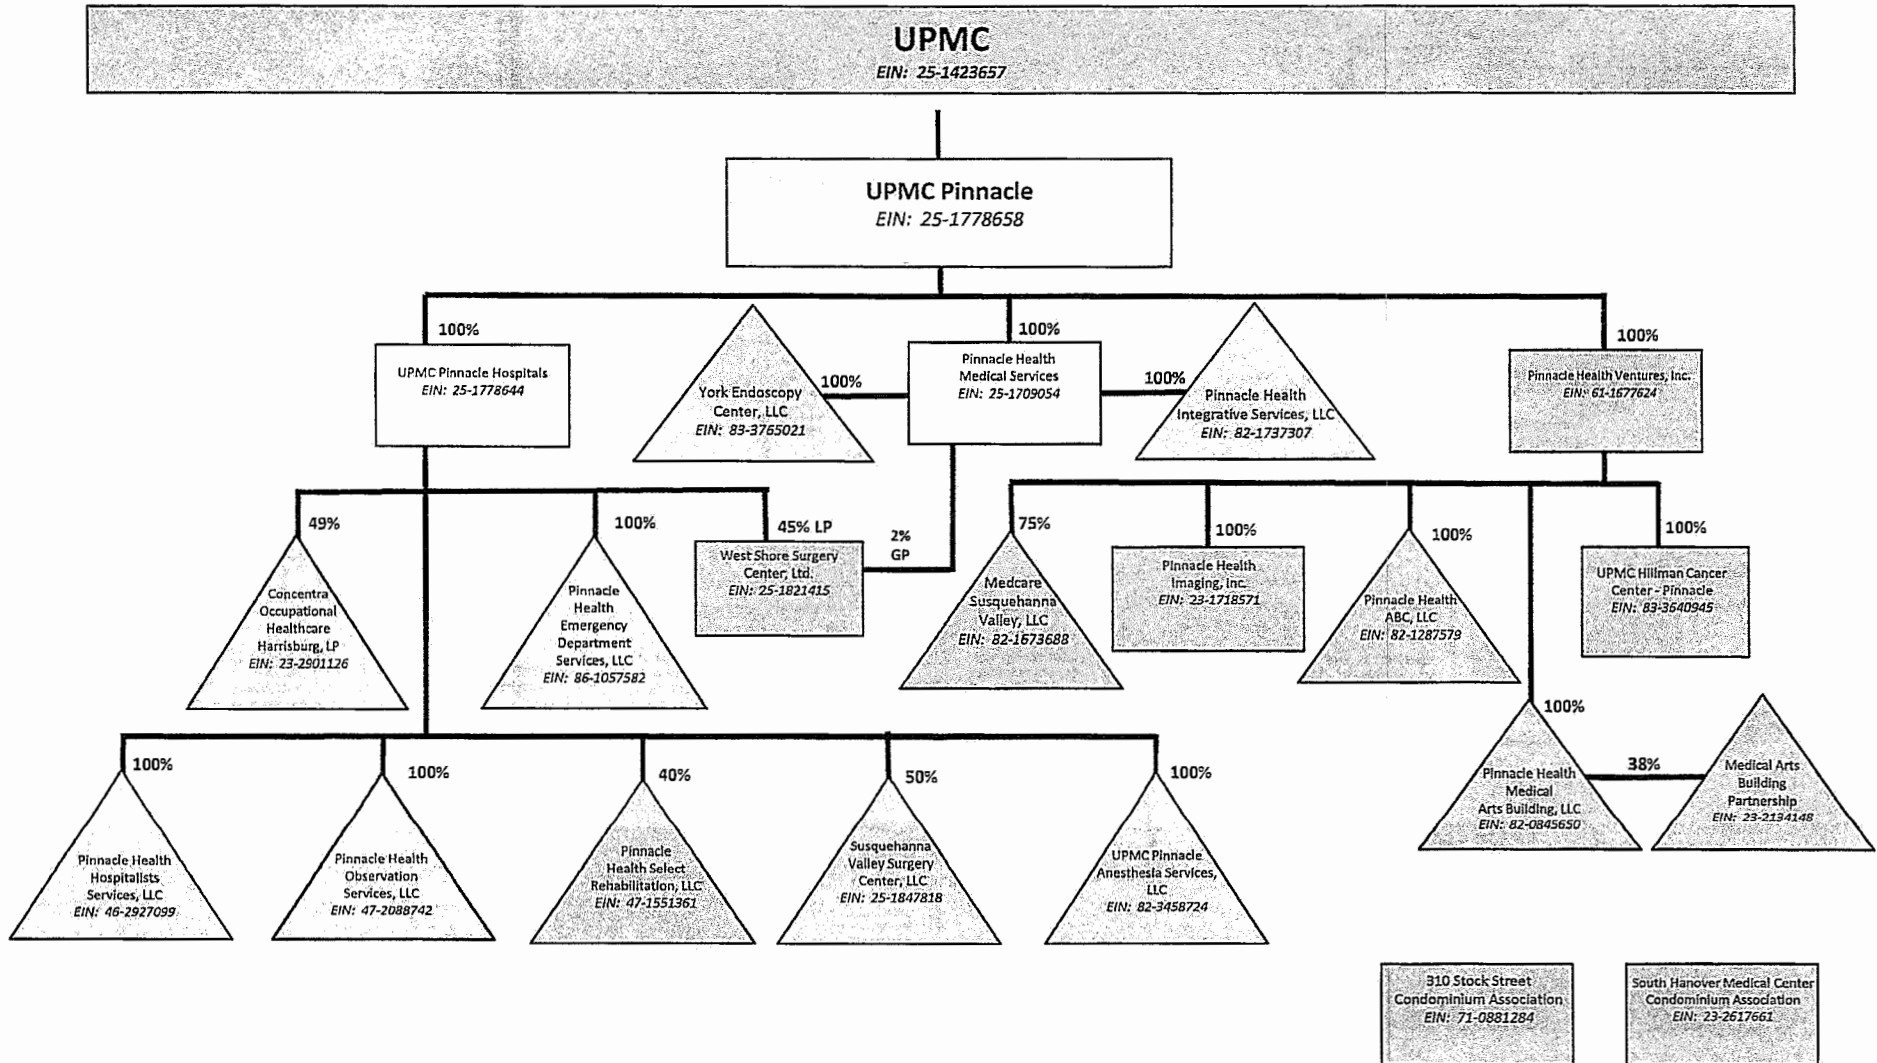 UPMC
EIN: 25-1423657
UPMC Pinnacle
EIN: 25-1778658
100%
UPMC Pinnacle Hospitals
EIN: 25-1778644
York Endoscopy
Center, LLC
EIN: 83-3765021
100%
100%
Pinnacle Health
Medical Services
EIN: 25-1709054
100%
Pinnacle Health
Integrative Services, LLC
EIN: 82-1737307
100%
Pinnacle Health Ventures, Inc.
EIN: 61-1677624
49%
Concentra
Occupational
Healthcare
Harrisburg, LP
EIN: 23-2901126
100%
Pinnacle
Health
Emergency
Department
Services, LLC
EIN: 86-1057582
45% LP
West Shore Surgery
Center, Ltd.
EIN: 25-1821415
2%
GP
75%
Medcare
Susquehanna
Valley, LLC
EIN: 82-1673688
100%
Pinnacle Health
Imaging, Inc.
EIN: 23-1718571
100%
Pinnacle Health
ABC, LLC
EIN: 82-1287579
100%
UPMC Hillman Cancer
Center - Pinnacle
EIN: 83-3640945
100%
Pinnacle Health
Medical
Arts Building, LLC
EIN: 82-0845650
38%
Medical Arts
Building
Partnership
EIN: 23-2134148
100%
Pinnacle Health
Hospitalists
Services, LLC
EIN: 46-2927099
100%
Pinnacle Health
Observation
Services, LLC
EIN: 47-2088742
40%
Pinnacle
Health Select
Rehabilitation, LLC
EIN: 47-1551361
50%
Susquehanna
Valley Surgery
Center, LLC
EIN: 25-1847818
100%
UPMC Pinnacle
Anesthesia Services,
LLC
EIN: 82-3458724
310 Stock Street
Condominium Association
EIN: 71-0881284
South Hanover Medical Center
Condominium Association
EIN: 23-2617661